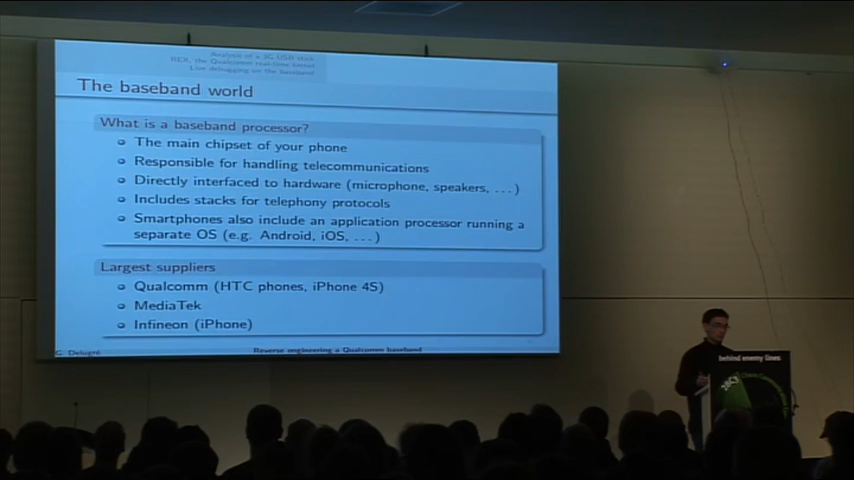 Analysis of a 3G USB stick
REX, the Qualcomm real-time kernel
Live debugging on the baseband
The baseband world
What is a baseband processor?
The main chipset of your phone
Responsible for handling telecommunications
Directly interfaced to hardware (microphone, speakers, ...)
Includes stacks for telephony protocols
Smartphones also include an application processor running a
separate OS (e.g. Android, iOS, ...)
Largest suppliers
Qualcomm (HTC phones, iPhone 4S)
MediaTek
Infineon (iPhone)
G. Delugré
Reverse engineering a Qualcomm baseband
behind enemy lines
28C3